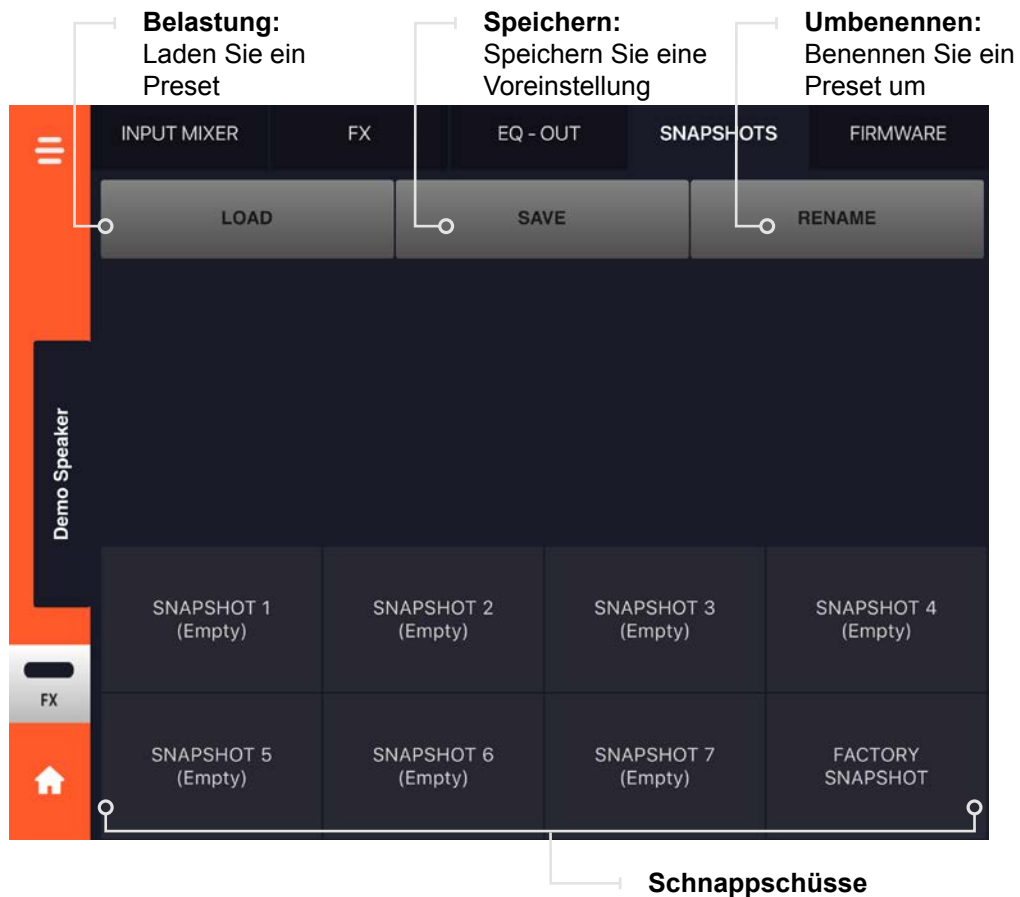 Belastung:
Laden Sie ein
Preset
Speichern:
Speichern Sie eine
Voreinstellung
Umbenennen:
Benennen Sie ein
Preset um
INPUT MIXER
FX
EQ - OUT
SNAPSHOTS
FIRMWARE
LOAD
SAVE
RENAME
Demo Speaker
SNAPSHOT 1
(Empty)
SNAPSHOT 2
(Empty)
SNAPSHOT 3
(Empty)
SNAPSHOT 4
(Empty)
FX
SNAPSHOT 5
(Empty)
SNAPSHOT 6
(Empty)
SNAPSHOT 7
(Empty)
FACTORY
SNAPSHOT
Schnappschüsse